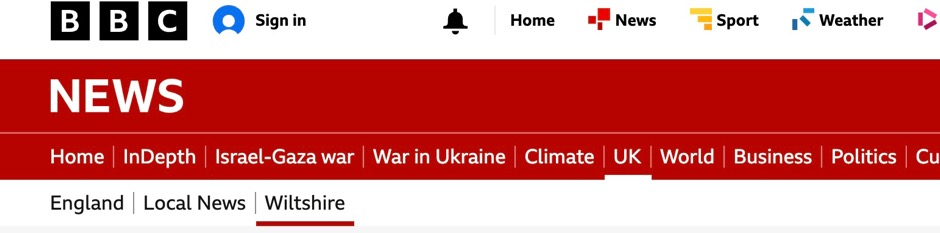 BBC Sign in Home News Sport Weather
NEWS
Home InDepth Israel-Gaza war War in Ukraine Climate UK World Business Politics Cu
England Local News Wiltshire